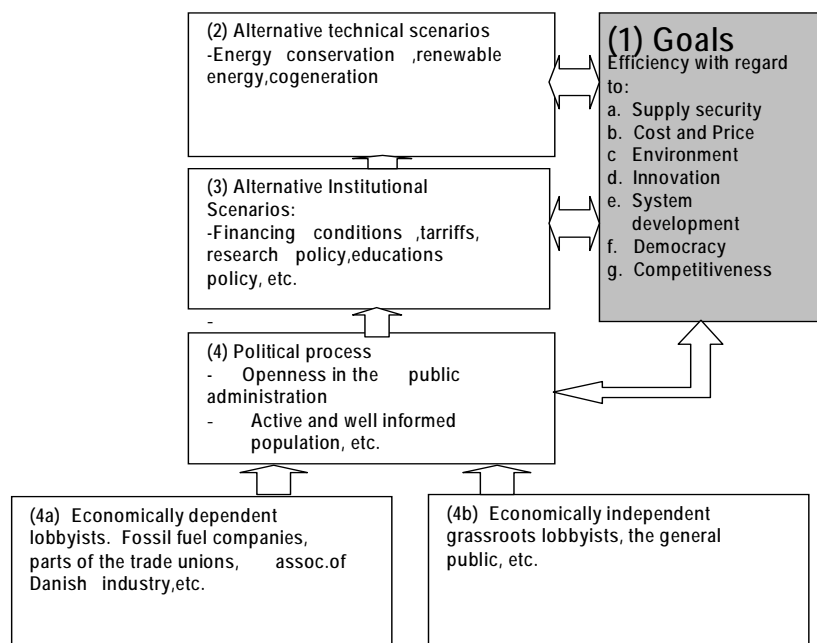 (2) Alternative technical scenarios
-Energy conservation ,renewable
energy,cogeneration
(1) Goals
Efficiency with regard
to:
a. Supply security
b. Cost and Price
c Environment
d. Innovation
e. System
development
f. Democracy
g. Competitiveness
(3) Alternative Institutional
Scenarios:
-Financing conditions ,tarriffs,
research policy,educations
policy, etc.
-
(4) Political process
- Openness in the public
administration
- Active and well informed
population, etc.
(4a) Economically dependent
lobbyists. Fossil fuel companies,
parts of the trade unions, assoc.of
Danish industry,etc.
(4b) Economically independent
grassroots lobbyists, the general
public, etc.